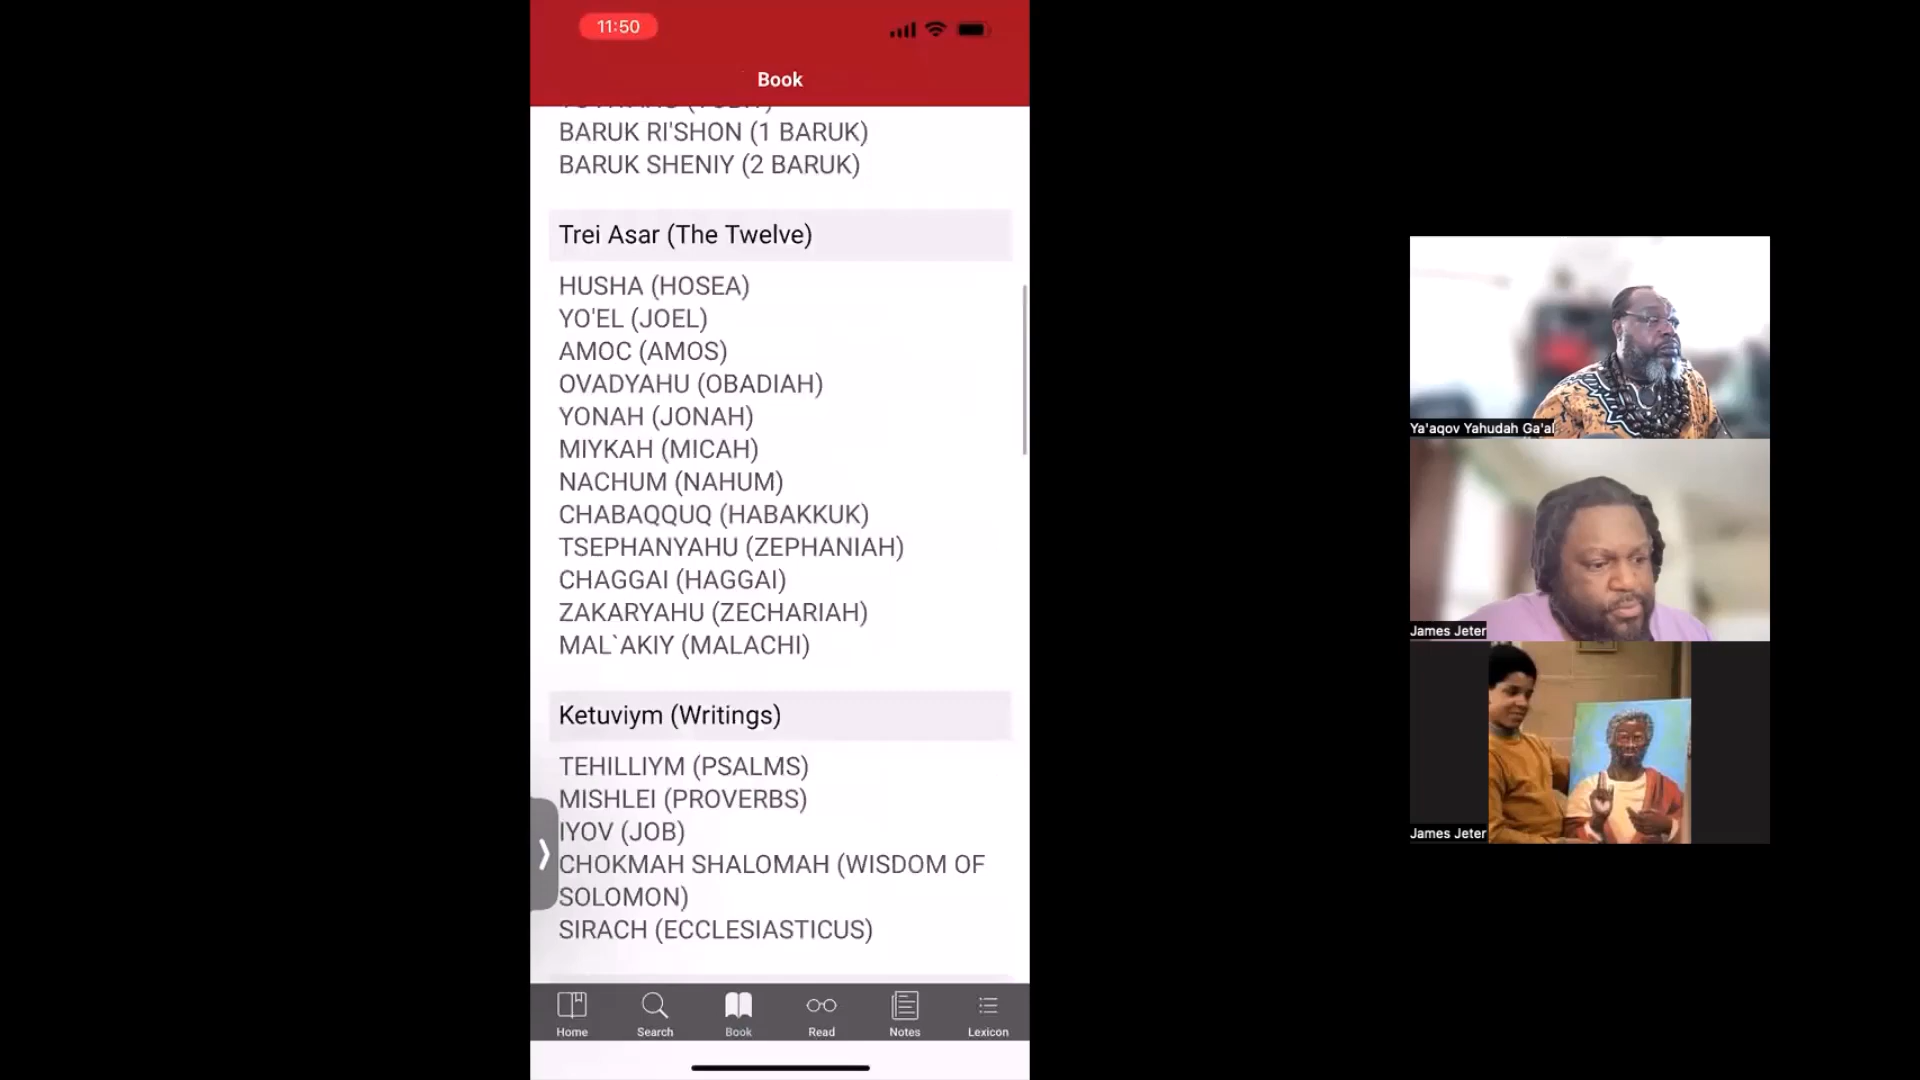 11:50
Book
BARUK RI'SHON (1 BARUK)
BARUK SHENIY (2 BARUK)
Trei Asar (The Twelve)
HUSHA (HOSEA)
YO'EL (JOEL)
AMOC (AMOS)
OVADYAHU (OBADIAH)
YONAH (JONAH)
MIYKAH (MICAH)
NACHUM (NAHUM)
CHABAQQUQ (HABAKKUK)
TSEPHANYAHU (ZEPHANIAH)
CHAGGAI (HAGGAI)
ZAKARYAHU (ZECHARIAH)
MAL`AKIY (MALACHI)
Ketuviym (Writings)
TEHILLIYM (PSALMS)
MISHLEI (PROVERBS)
IYOV (JOB)
CHOKMAH SHALOMAH (WISDOM OF
SOLOMON)
SIRACH (ECCLESIASTICUS)
Home Search Book Read Notes Lexicon
Ya'aqov Yahudah Ga'al
James Jeter
James Jeter